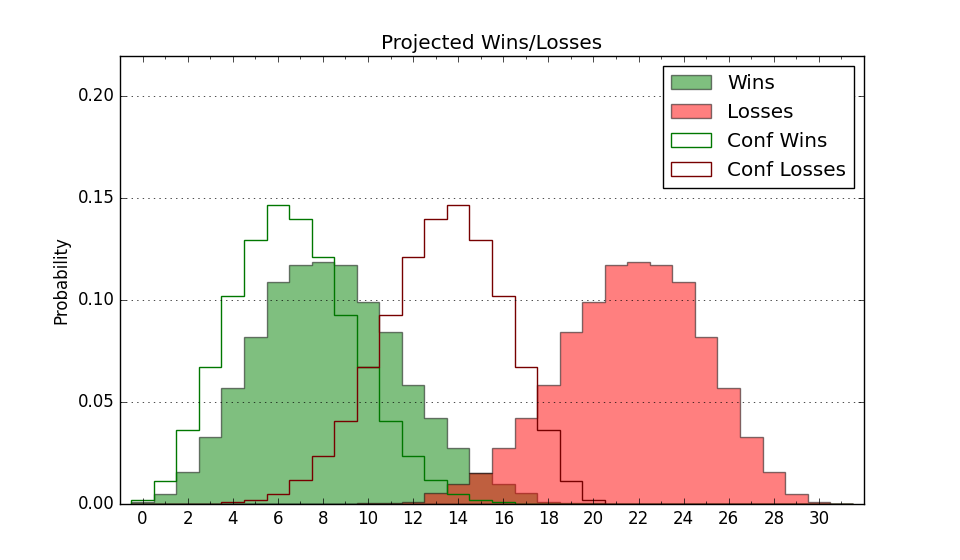 Projected Wins/Losses
Wins
Losses
Conf Wins
Conf Losses
Probability
0.20
0.15
0.10
0.05
0.00
0 2 4 6 8 10 12 14 16 18 20 22 24 26 28 30